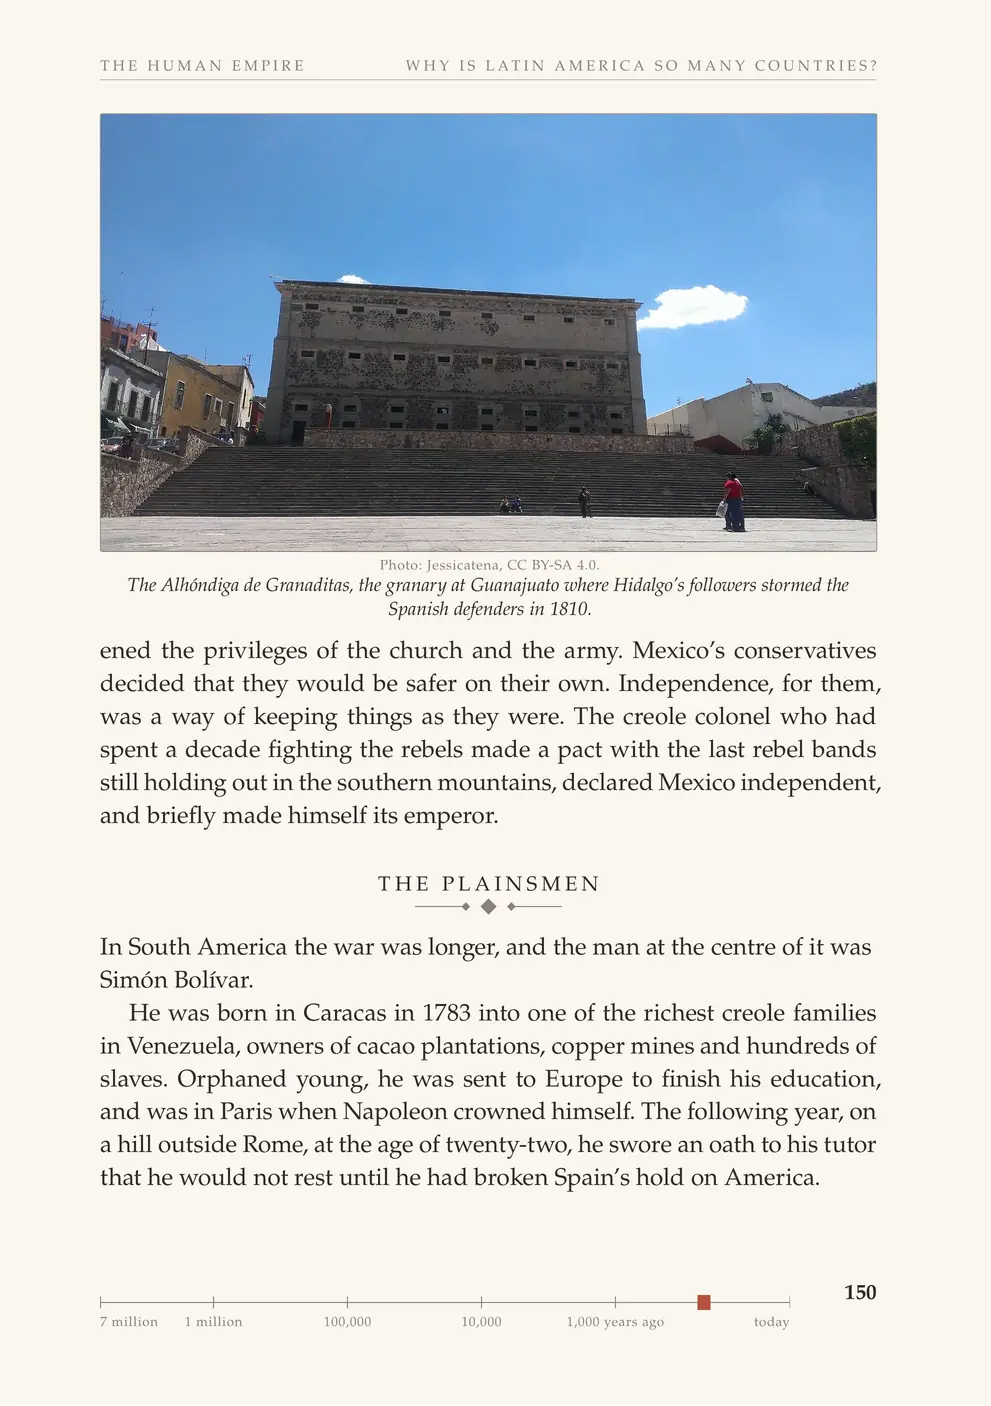 THE HUMAN EMPIRE
WHY IS LATIN AMERICA SO MANY COUNTRIES?
Photo: Jessicatena, CC BY-SA 4.0.
The Alhóndiga de Granaditas, the granary at Guanajuato where Hidalgo’s followers stormed the
Spanish defenders in 1810.
ened the privileges of the church and the army. Mexico’s conservatives
decided that they would be safer on their own. Independence, for them,
was a way of keeping things as they were. The creole colonel who had
spent a decade fighting the rebels made a pact with the last rebel bands
still holding out in the southern mountains, declared Mexico independent,
and briefly made himself its emperor.
THE PLAINSMEN
In South America the war was longer, and the man at the centre of it was
Simón Bolívar.
He was born in Caracas in 1783 into one of the richest creole families
in Venezuela, owners of cacao plantations, copper mines and hundreds of
slaves. Orphaned young, he was sent to Europe to finish his education,
and was in Paris when Napoleon crowned himself. The following year, on
a hill outside Rome, at the age of twenty-two, he swore an oath to his tutor
that he would not rest until he had broken Spain’s hold on America.
150
7 million 1 million 100,000 10,000 1,000 years ago today